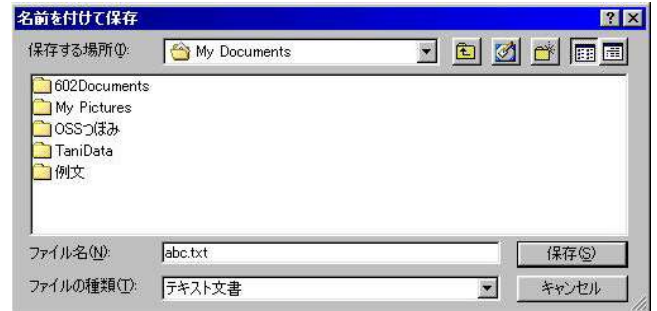 名前を付けて保存
保存する場所(I):
My Documents
602Documents
My Pictures
OSSつぼみ
TaniData
例文
ファイル名(N):
abc.txt
保存(S)
ファイルの種類(T):
テキスト文書
キャンセル